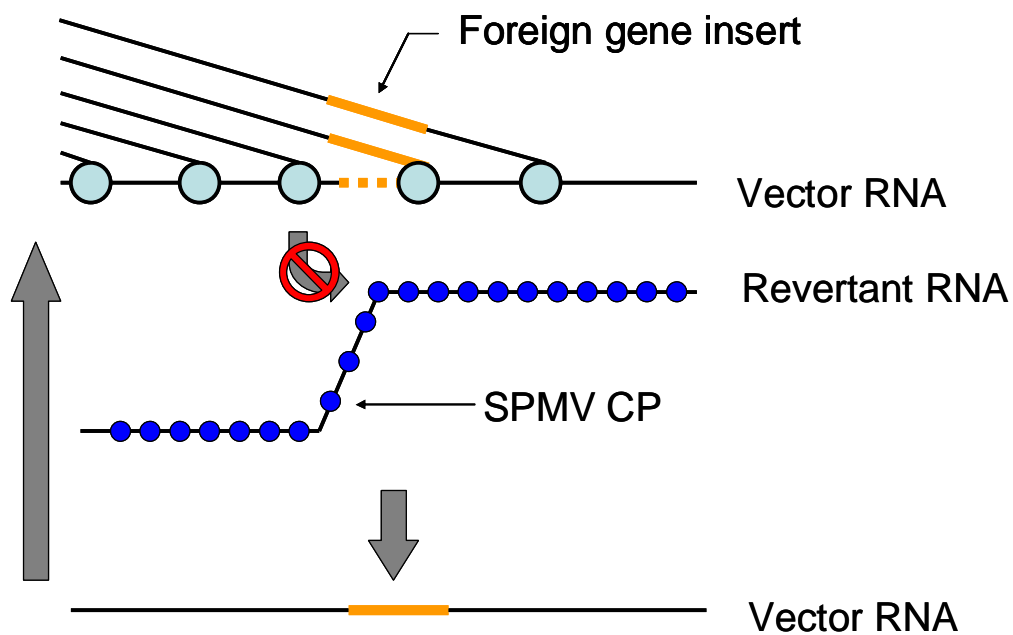 Foreign gene insert
Vector RNA
Revertant RNA
SPMV CP
Vector RNA